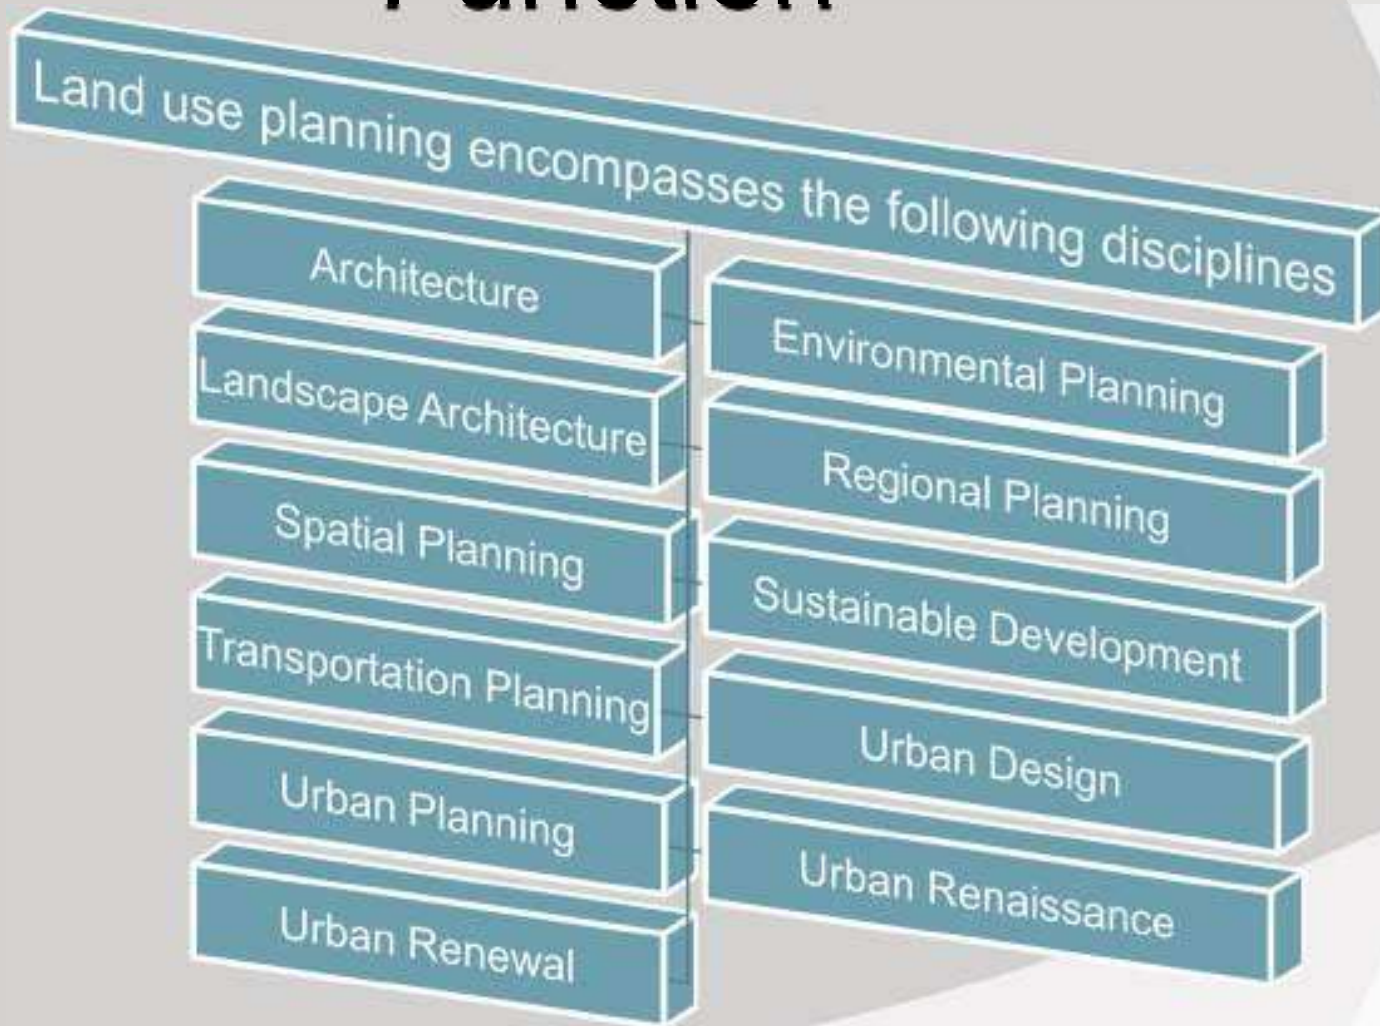 Function
Land use planning encompasses the following disciplines
Architecture
Environmental Planning
Landscape Architecture
Regional Planning
Spatial Planning
Sustainable Development
Transportation Planning
Urban Design
Urban Planning
Urban Renaissance
Urban Renewal